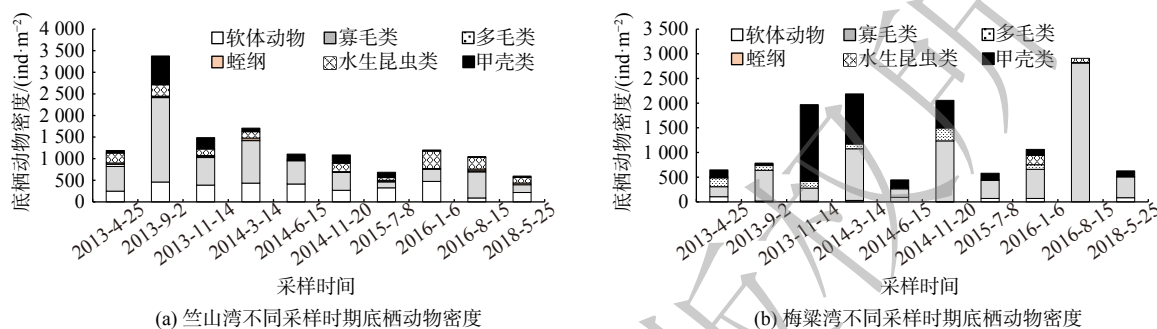 底栖动物密度/(ind·m⁻²)
4 000
3 500
3 000
2 500
2 000
1 500
1 000
500
0
软体动物 寡毛类 多毛类
蛭纲 水生昆虫类 甲壳类
2013-4-25 2013-9-2 2013-11-14 2014-3-14 2014-6-15 2014-11-20 2015-7-8 2016-1-6 2016-8-15 2018-5-25
采样时间
(a) 竺山湾不同采样时期底栖动物密度
底栖动物密度/(ind·m⁻²)
3 500
3 500
2 500
2 000
1 500
1 000
500
0
软体动物 寡毛类 多毛类
蛭纲 水生昆虫类 甲壳类
2013-4-25 2013-9-2 2013-11-14 2014-3-14 2014-6-15 2014-11-20 2015-7-8 2016-1-6 2016-8-15 2018-5-25
采样时间
(b) 梅粱湾不同采样时期底栖动物密度